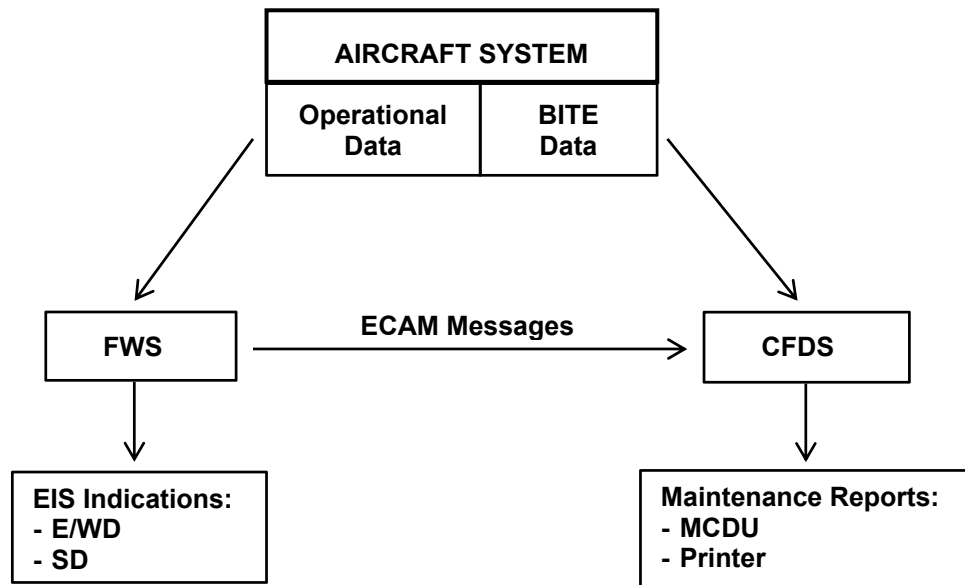 AIRCRAFT SYSTEM
Operational
Data
BITE
Data
FWS
ECAM Messages
CFDS
EIS Indications:
- E/WD
- SD
Maintenance Reports:
- MCDU
- Printer